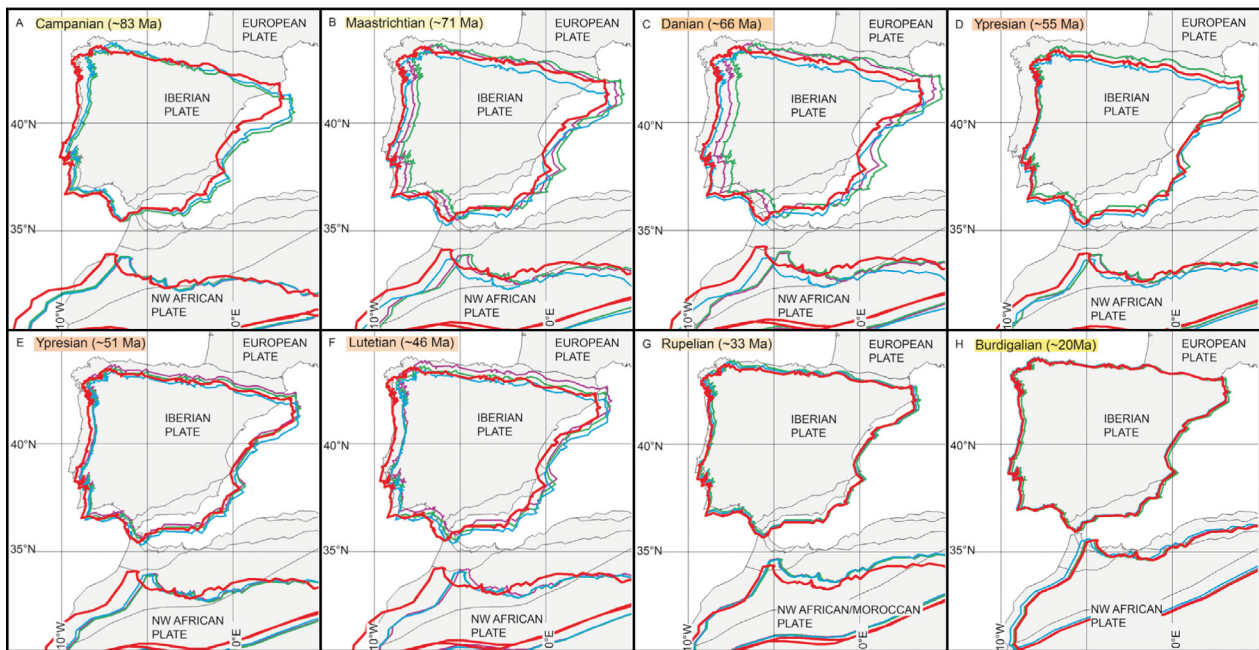 A Campanian (~83 Ma)
EUROPEAN
PLATE
IBERIAN
PLATE
40°N
35°N
NW AFRICAN
PLATE
10°W
0°E
B Maastrichtian (~71 Ma)
EUROPEAN
PLATE
IBERIAN
PLATE
40°N
35°N
NW AFRICAN
PLATE
10°W
0°E
C Danian (~66 Ma)
EUROPEAN
PLATE
IBERIAN
PLATE
40°N
35°N
NW AFRICAN
PLATE
10°W
0°E
D Ypresian (~55 Ma)
EUROPEAN
PLATE
IBERIAN
PLATE
40°N
35°N
NW AFRICAN
PLATE
10°W
0°E
E Ypresian (~51 Ma)
EUROPEAN
PLATE
IBERIAN
PLATE
40°N
35°N
NW AFRICAN
PLATE
10°W
0°E
F Lutetian (~46 Ma)
EUROPEAN
PLATE
IBERIAN
PLATE
40°N
35°N
NW AFRICAN
PLATE
10°W
0°E
G Rupelian (~33 Ma)
EUROPEAN
PLATE
IBERIAN
PLATE
40°N
35°N
NW AFRICAN/MOROCCAN
PLATE
10°W
0°E
H Burdigalian (~20Ma)
EUROPEAN
PLATE
IBERIAN
PLATE
40°N
35°N
NW AFRICAN
PLATE
10°W
0°E